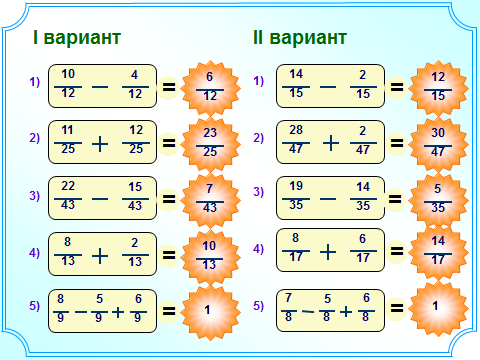 I вариант
1) 10/12 − 4/12 = 6/12
2) 11/25 + 12/25 = 23/25
3) 22/43 − 15/43 = 7/43
4) 8/13 + 2/13 = 10/13
5) 8/9 − 5/9 + 6/9 = 1
II вариант
1) 14/15 − 2/15 = 12/15
2) 28/47 + 2/47 = 30/47
3) 19/35 − 14/35 = 5/35
4) 8/17 + 6/17 = 14/17
5) 7/8 − 5/8 + 6/8 = 1